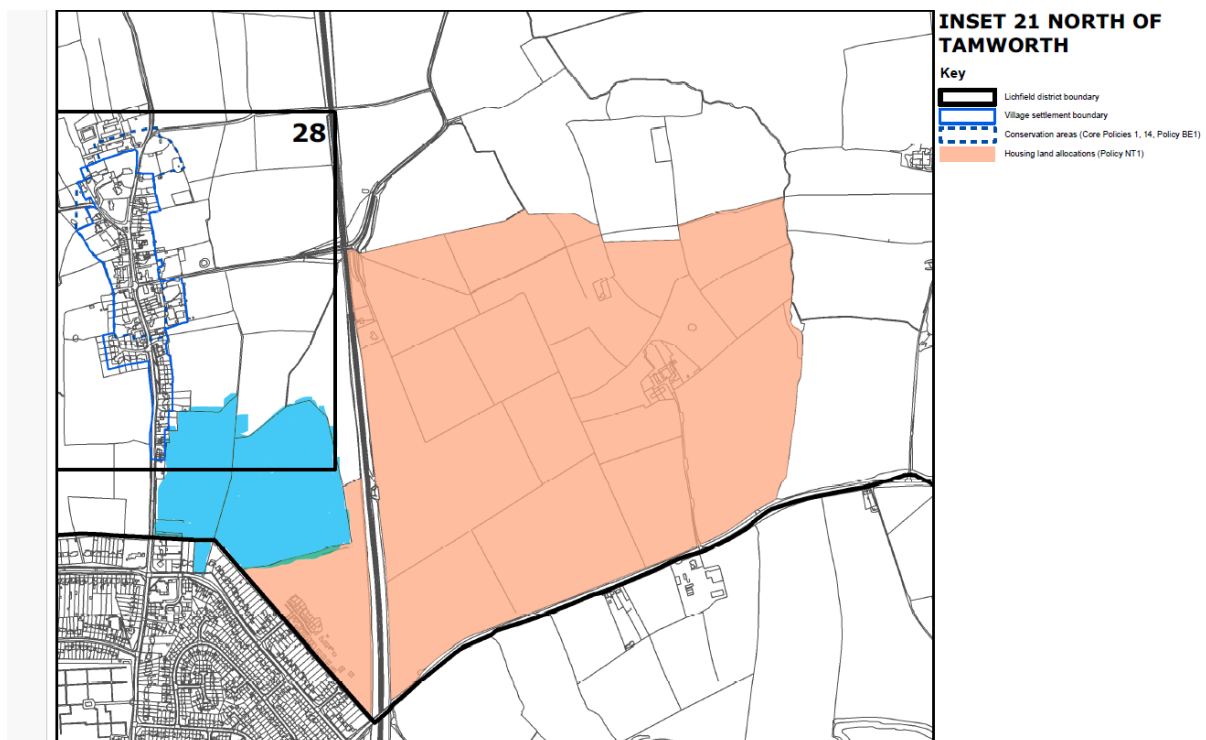 INSET 21 NORTH OF
TAMWORTH
Key
Lichfield district boundary
Village settlement boundary
Conservation areas (Core Policies 1, 14, Policy BE1)
Housing land allocations (Policy NT1)
28